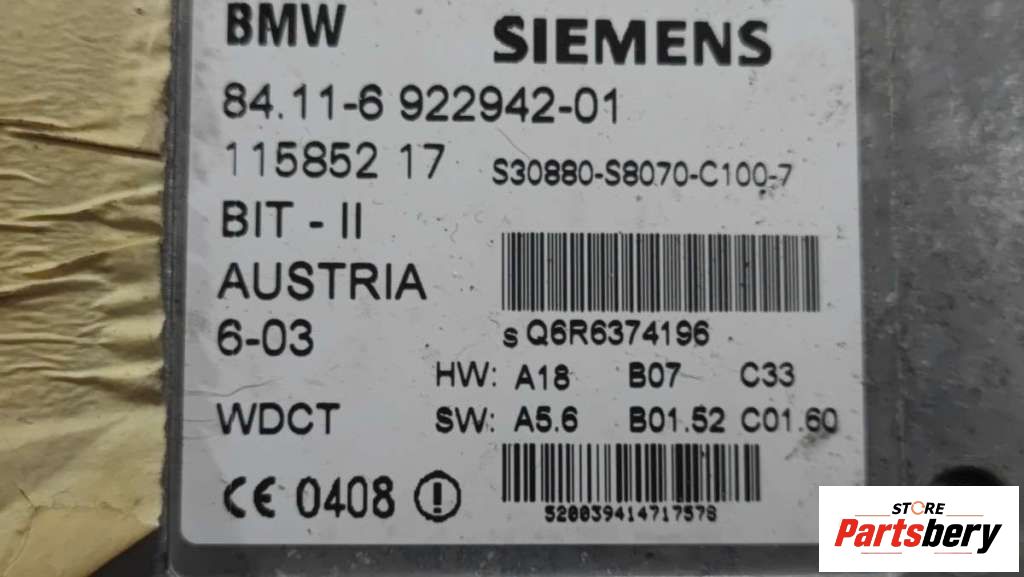 BMW SIEMENS
84.11-6 922942-01
115852 17 S30880-S8070-C100-7
BIT - II
AUSTRIA
6-03 s Q6R6374196
HW: A18 B07 C33
WDCT SW: A5.6 B01.52 C01.60
CE 0408
52003941471757S
STORE
Partsbery